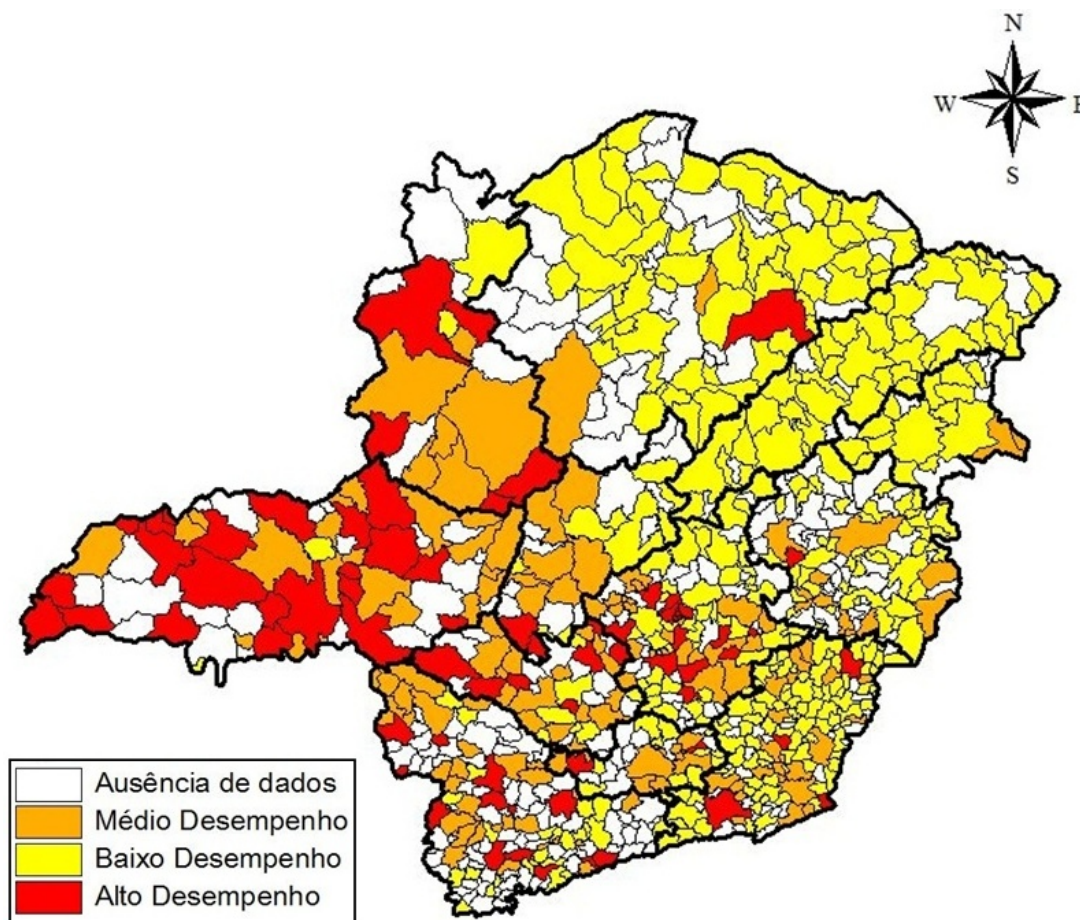 N
W
E
S
Ausência de dados
Médio Desempenho
Baixo Desempenho
Alto Desempenho